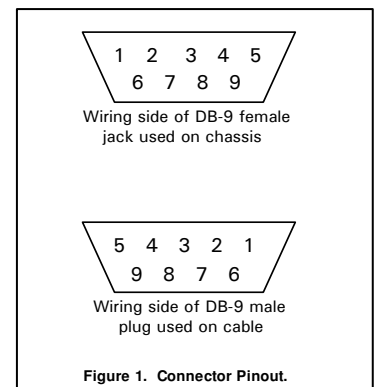 1 2 3 4 5
6 7 8 9
Wiring side of DB-9 female
jack used on chassis
5 4 3 2 1
9 8 7 6
Wiring side of DB-9 male
plug used on cable
Figure 1. Connector Pinout.